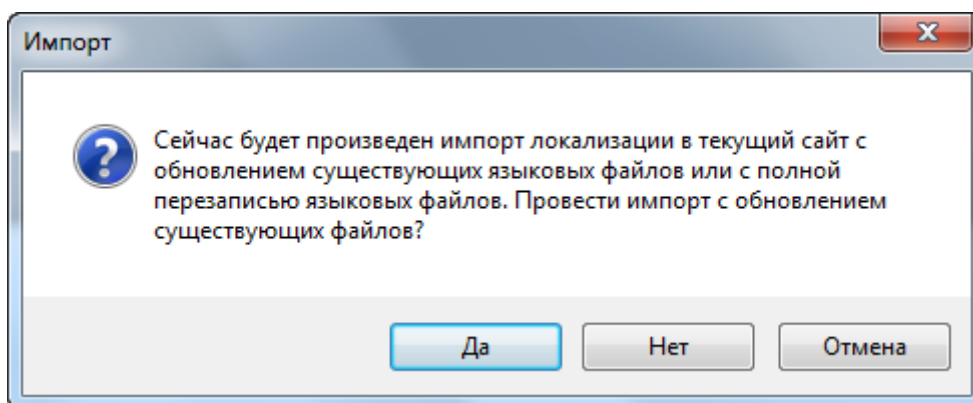 Импорт
Сейчас будет произведен импорт локализации в текущий сайт с
обновлением существующих языковых файлов или с полной
перезаписью языковых файлов. Провести импорт с обновлением
существующих файлов?
Да Нет Отмена